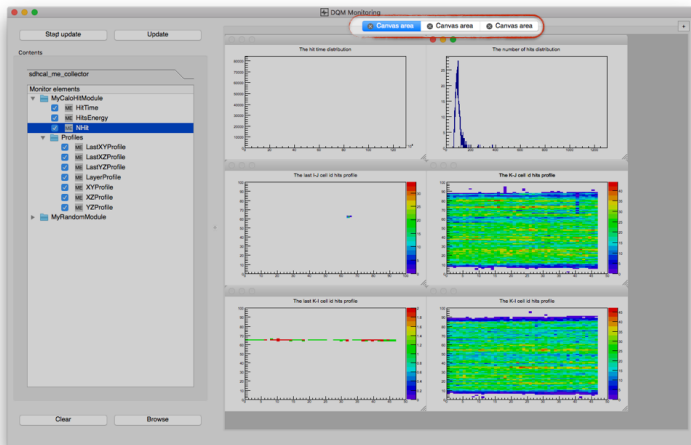 DQM Monitoring
Canvas area
Canvas area
Canvas area
Start update
Update
Contents
sdhcal_me_collector
Monitor elements
MyCaloHitModule
ME HitTime
ME HitsEnergy
ME NHit
Profiles
ME LastXYProfile
ME LastXZProfile
ME LastYZProfile
ME LayerProfile
ME XYProfile
ME XZProfile
ME YZProfile
MyRandomModule
Clear
Browse
The hit time distribution
The number of hits distribution
The last I-J cell id hits profile
The K-J cell id hits profile
The last K-I cell id hits profile
The K-I cell id hits profile